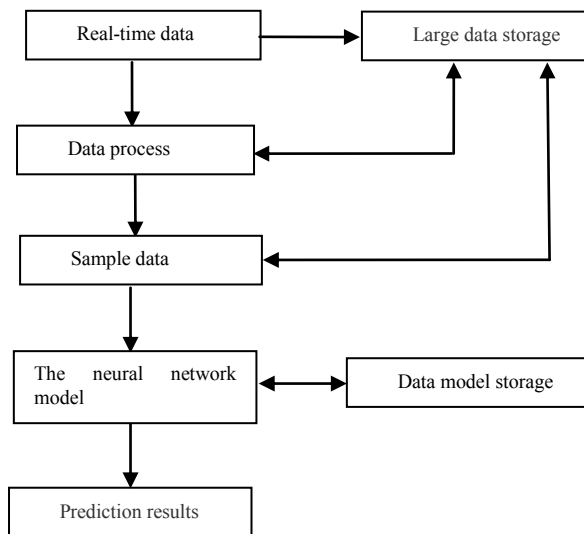 Real-time data
Large data storage
Data process
Sample data
The neural network
model
Data model storage
Prediction results